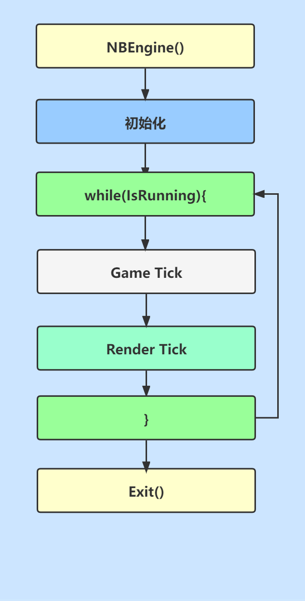 NBEngine()
初始化
while(IsRunning){
Game Tick
Render Tick
}
Exit()